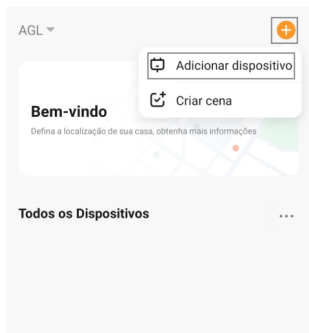 AGL
Adicionar dispositivo
Criar cena
Bem-vindo
Defina a localização de sua casa, obtenha mais informações
Todos os Dispositivos